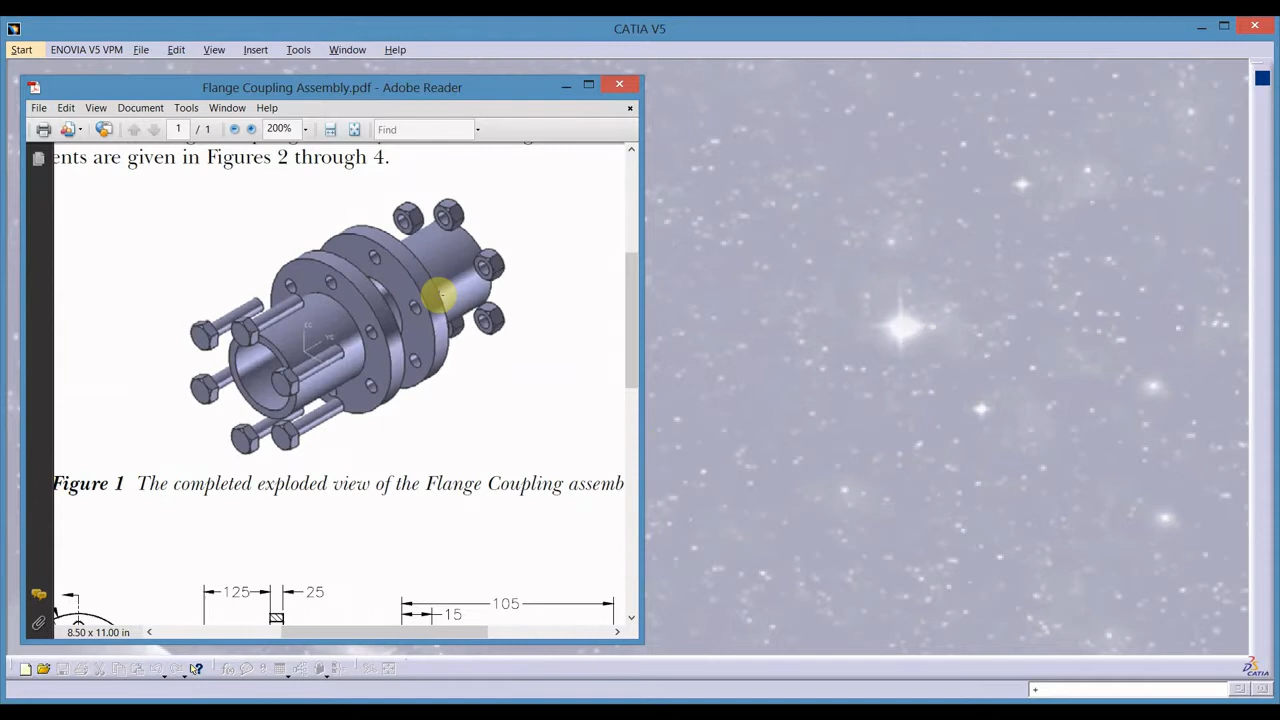 CATIA V5
Start ENOVIA V5 VPM File Edit View Insert Tools Window Help
Flange Coupling Assembly.pdf - Adobe Reader
File Edit View Document Tools Window Help
1 / 1 200% Find
ents are given in Figures 2 through 4.
Figure 1 The completed exploded view of the Flange Coupling assemb
125 25
105
15
8.50 x 11.00 in
CATIA